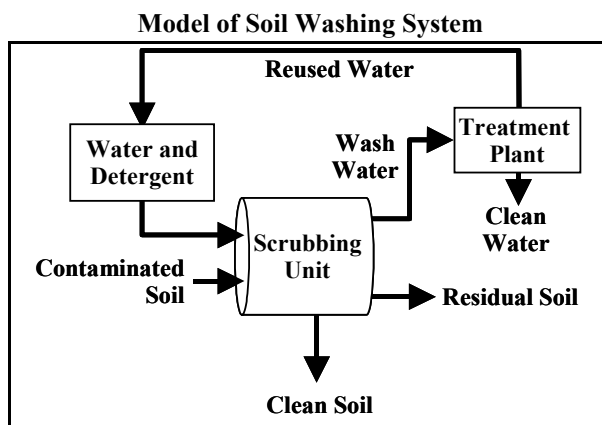 Model of Soil Washing System
Reused Water
Water and
Detergent
Wash
Water
Treatment
Plant
Clean
Water
Scrubbing
Unit
Contaminated
Soil
Residual Soil
Clean Soil